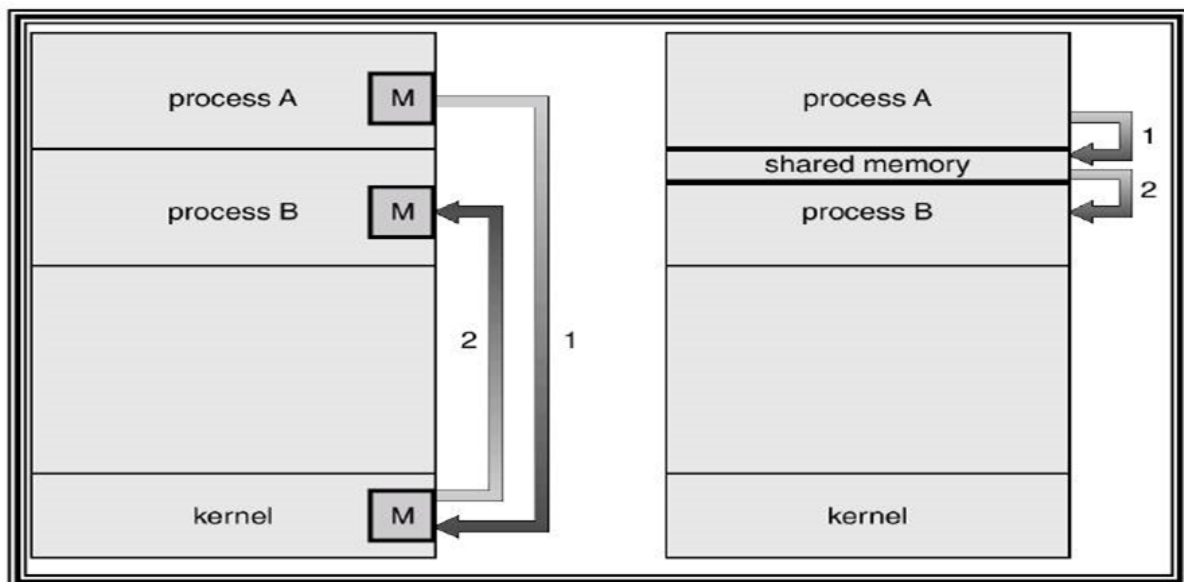 process A
M
process B
M
2
1
kernel
M
process A
1
shared memory
2
process B
kernel